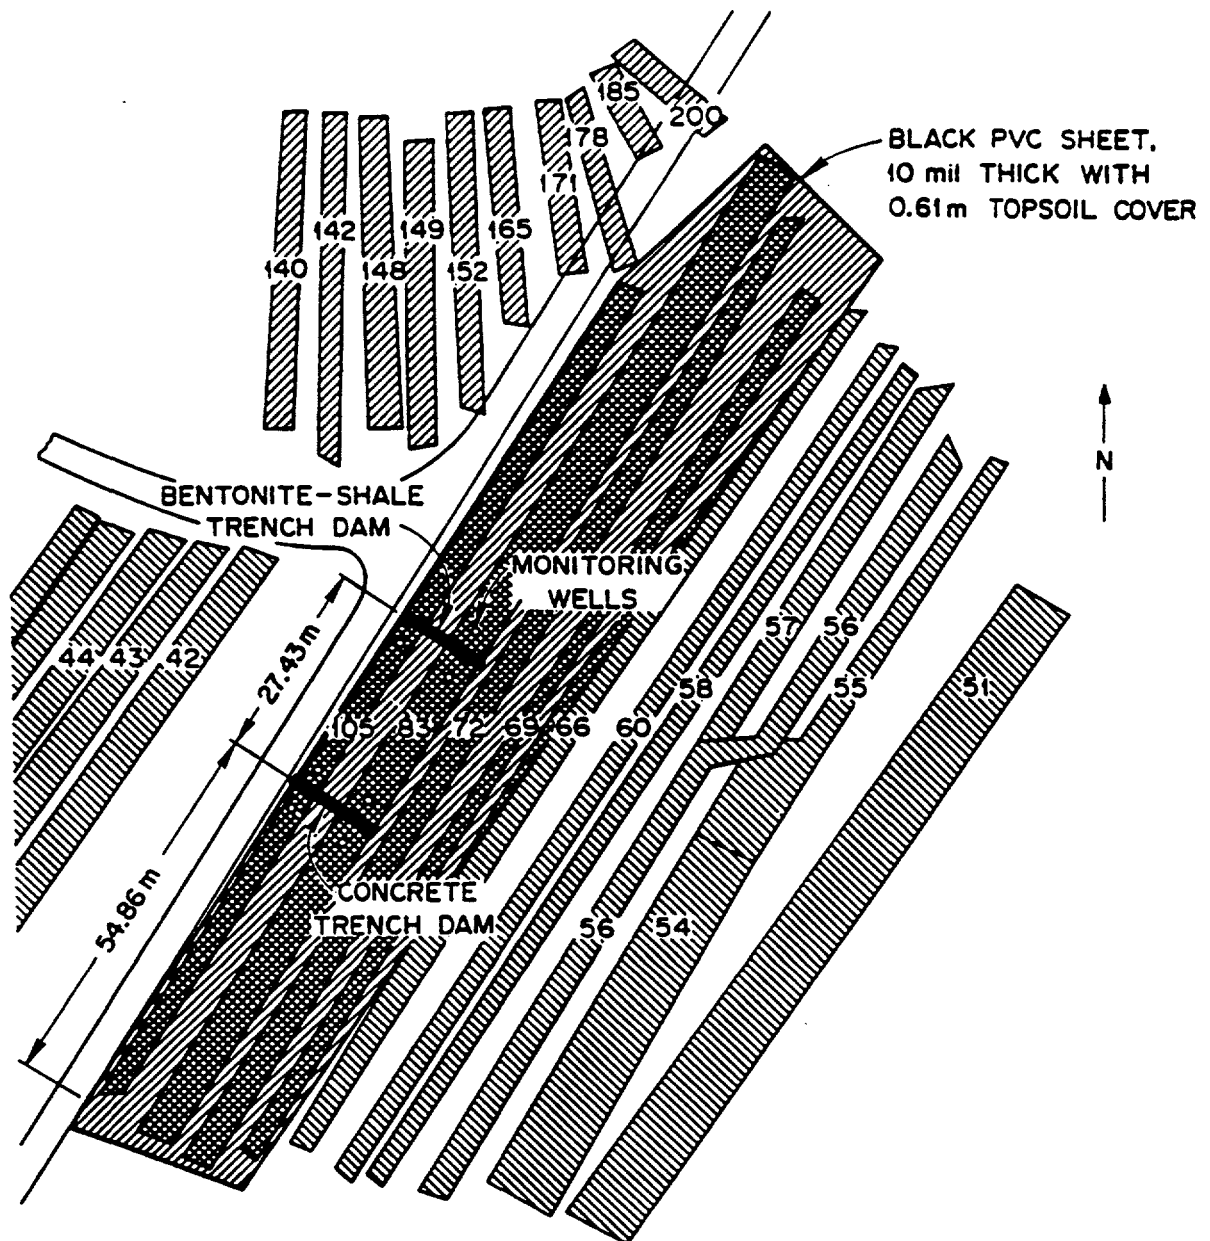 185
200
178
BLACK PVC SHEET,
10 mil THICK WITH
0.61m TOPSOIL COVER
171
142
149
165
140
148
152
N
BENTONITE-SHALE
TRENCH DAM
MONITORING
WELLS
27.43m
44
43
42
57
56
58
55
51
105
83
72
69
66
60
54.86m
CONCRETE
TRENCH DAM
56
54